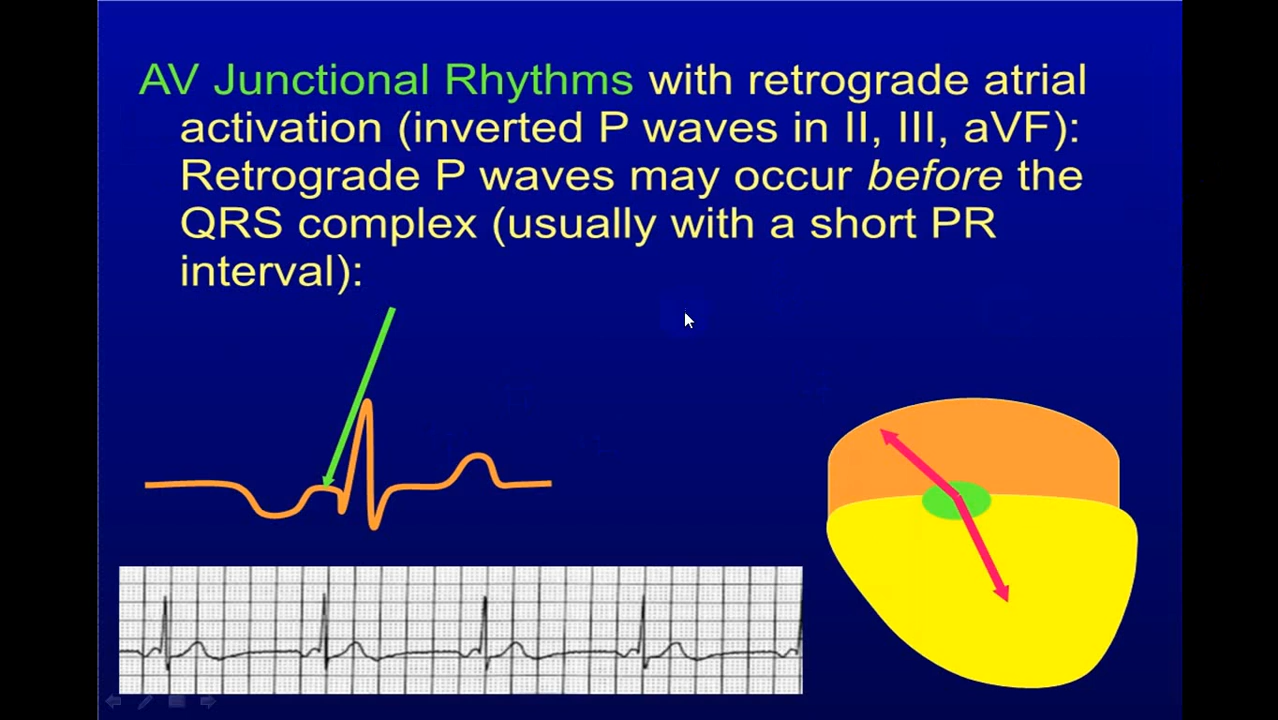 AV Junctional Rhythms with retrograde atrial
activation (inverted P waves in II, III, aVF):
Retrograde P waves may occur before the
QRS complex (usually with a short PR
interval):